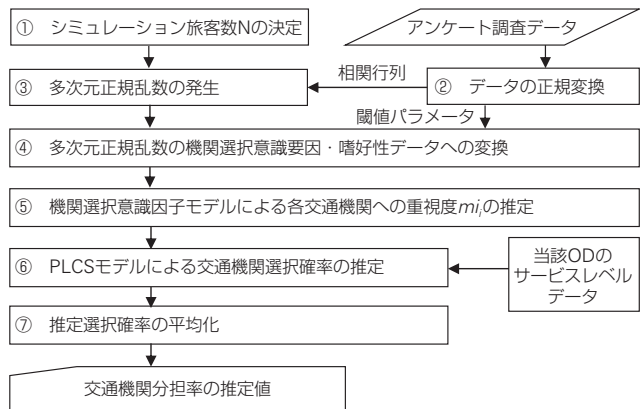 ① シミュレーション旅客数Nの決定
アンケート調査データ
③ 多次元正規乱数の発生
相関行列
② データの正規変換
閾値パラメータ
④ 多次元正規乱数の機関選択意識要因・嗜好性データへの変換
⑤ 機関選択意識因子モデルによる各交通機関への重視度miiの推定
⑥ PLCSモデルによる交通機関選択確率の推定
当該ODの
サービスレベル
データ
⑦ 推定選択確率の平均化
交通機関分担率の推定値